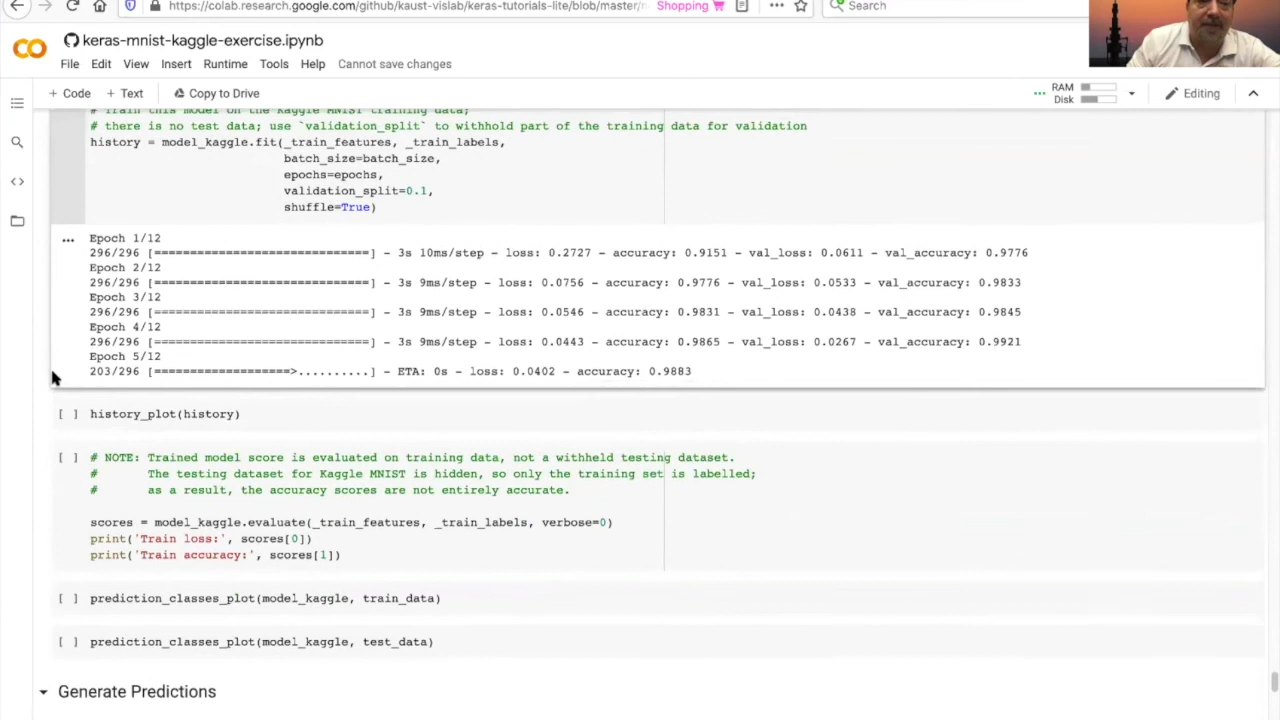 https://colab.research.google.com/github/kaust-vislab/keras-tutorials-lite/blob/master/n
Shopping
Search
keras-mnist-kaggle-exercise.ipynb
File Edit View Insert Runtime Tools Help Cannot save changes
+ Code + Text Copy to Drive
RAM
Disk
Editing
# Train this model on the Kaggle MNIST training data;
# there is no test data; use `validation_split` to withhold part of the training data for validation
history = model_kaggle.fit(_train_features, _train_labels,
batch_size=batch_size,
epochs=epochs,
validation_split=0.1,
shuffle=True)
Epoch 1/12
296/296 [==============================] - 3s 10ms/step - loss: 0.2727 - accuracy: 0.9151 - val_loss: 0.0611 - val_accuracy: 0.9776
Epoch 2/12
296/296 [==============================] - 3s 9ms/step - loss: 0.0756 - accuracy: 0.9776 - val_loss: 0.0533 - val_accuracy: 0.9833
Epoch 3/12
296/296 [==============================] - 3s 9ms/step - loss: 0.0546 - accuracy: 0.9831 - val_loss: 0.0438 - val_accuracy: 0.9845
Epoch 4/12
296/296 [==============================] - 3s 9ms/step - loss: 0.0443 - accuracy: 0.9865 - val_loss: 0.0267 - val_accuracy: 0.9921
Epoch 5/12
203/296 [===================>..........] - ETA: 0s - loss: 0.0402 - accuracy: 0.9883
[ ] history_plot(history)
[ ] # NOTE: Trained model score is evaluated on training data, not a withheld testing dataset.
# The testing dataset for Kaggle MNIST is hidden, so only the training set is labelled;
# as a result, the accuracy scores are not entirely accurate.
scores = model_kaggle.evaluate(_train_features, _train_labels, verbose=0)
print('Train loss:', scores[0])
print('Train accuracy:', scores[1])
[ ] prediction_classes_plot(model_kaggle, train_data)
[ ] prediction_classes_plot(model_kaggle, test_data)
Generate Predictions